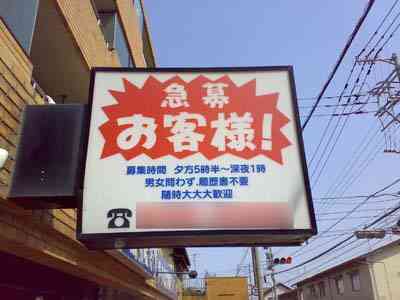 急募
お客様!
募集時間 夕方5時半〜深夜1時
男女問わず、履歴書不要
随時大大大歓迎
☎